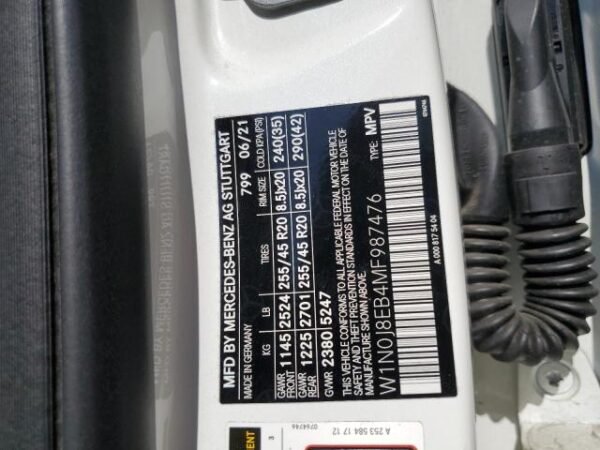 MFD BY MERCEDES-BENZ AG STUTTGART
MADE IN GERMANY 799 06/21
KG LB TIRES RIM SIZE COLD KPA(PSI)
GAWR FRONT 1145 2524 255/45 R20 8.5Jx20 240(35)
GAWR REAR 1225 2701 255/45 R20 8.5Jx20 290(42)
GVWR 2380 5247
THIS VEHICLE CONFORMS TO ALL APPLICABLE FEDERAL MOTOR VEHICLE
SAFETY AND THEFT PREVENTION STANDARDS IN EFFECT ON THE DATE OF
MANUFACTURE SHOWN ABOVE.
W1N0J8EB4MF987476 TYPE: MPV
A 000 817 54 04
A 253 584 17 12
0764746
3